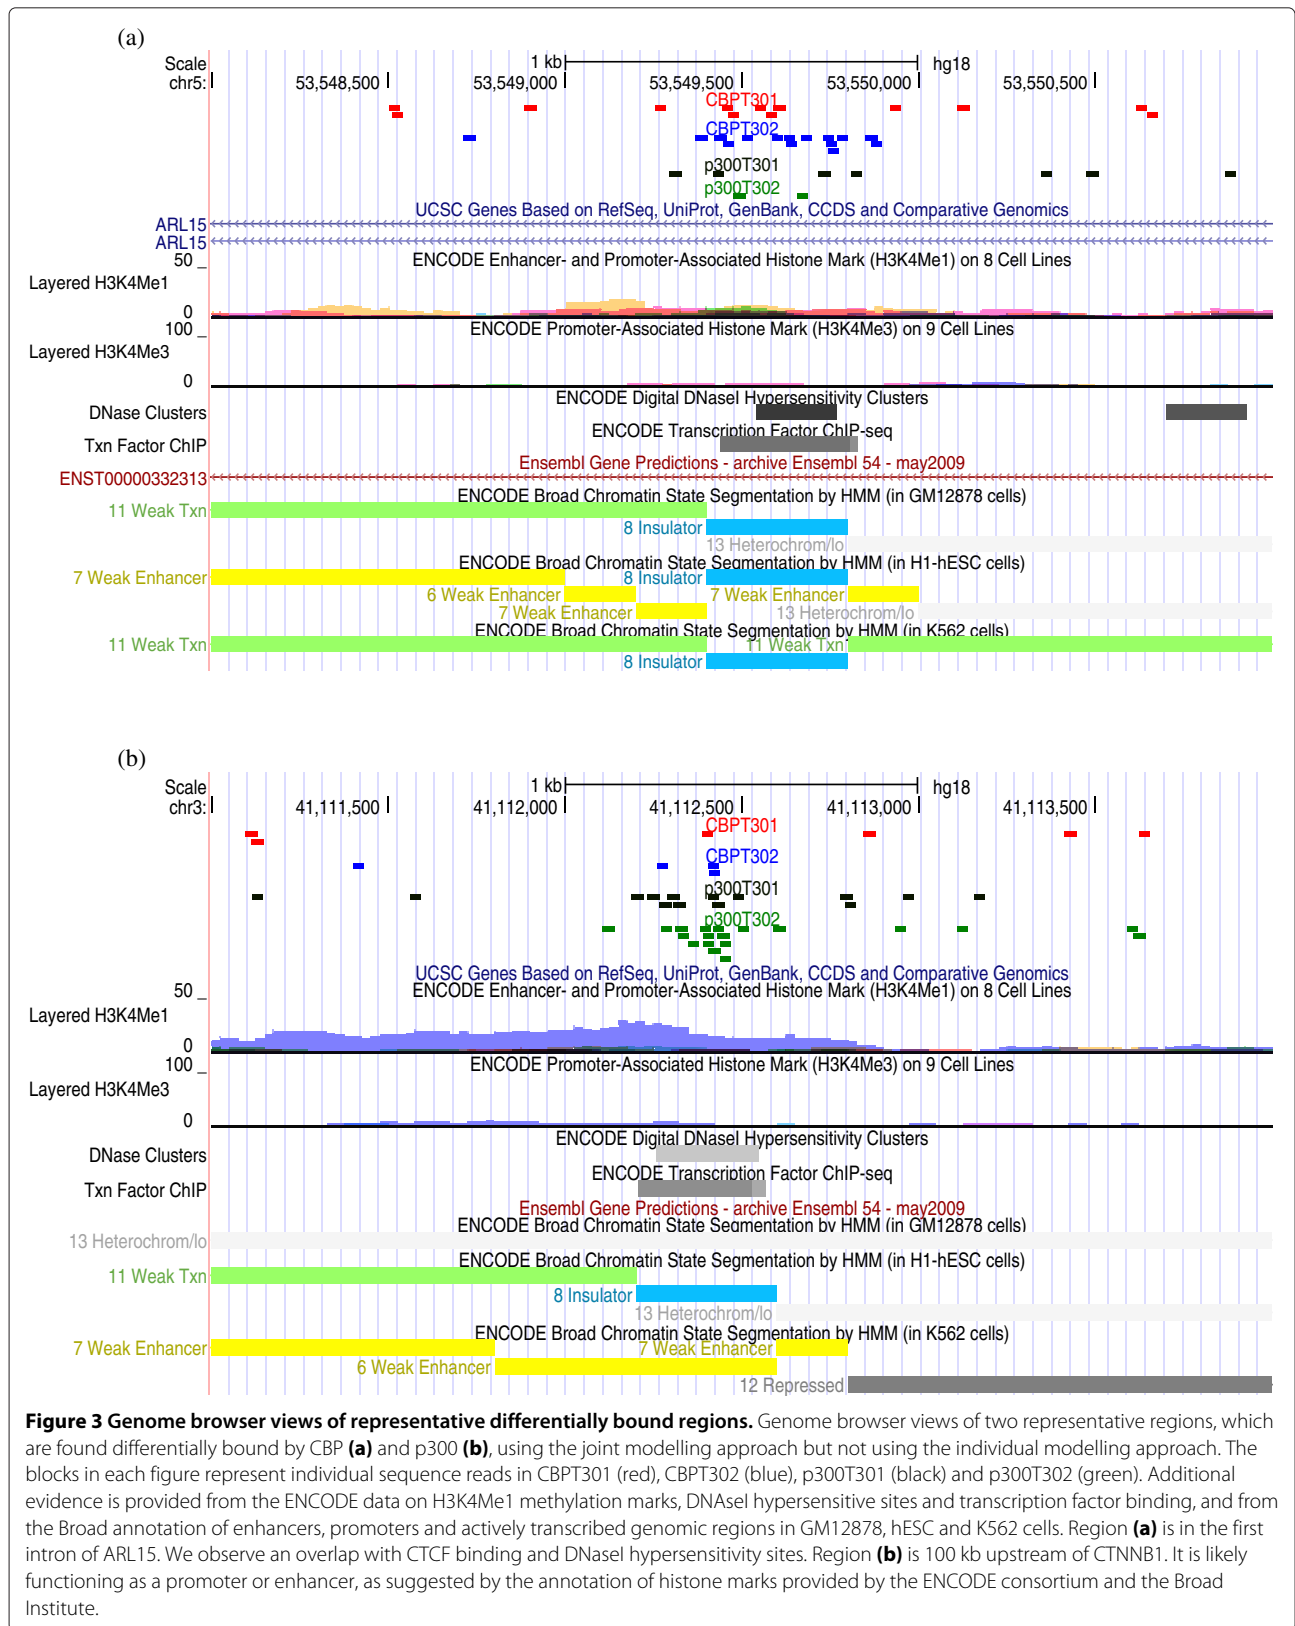 (a)
Scale 1 kb hg18
chr5: 53,548,500 53,549,000 53,549,500 53,550,000 53,550,500
CBPT301
CBPT302
p300T301
p300T302
UCSC Genes Based on RefSeq, UniProt, GenBank, CCDS and Comparative Genomics
ARL15
ARL15
ENCODE Enhancer- and Promoter-Associated Histone Mark (H3K4Me1) on 8 Cell Lines
50
Layered H3K4Me1
0
ENCODE Promoter-Associated Histone Mark (H3K4Me3) on 9 Cell Lines
100
Layered H3K4Me3
0
ENCODE Digital DNaseI Hypersensitivity Clusters
DNase Clusters
ENCODE Transcription Factor ChIP-seq
Txn Factor ChIP
Ensembl Gene Predictions - archive Ensembl 54 - may2009
ENST00000332313
ENCODE Broad Chromatin State Segmentation by HMM (in GM12878 cells)
11 Weak Txn
8 Insulator
13 Heterochrom/lo
ENCODE Broad Chromatin State Segmentation by HMM (in H1-hESC cells)
7 Weak Enhancer 8 Insulator
6 Weak Enhancer 7 Weak Enhancer
7 Weak Enhancer 13 Heterochrom/lo
ENCODE Broad Chromatin State Segmentation by HMM (in K562 cells)
11 Weak Txn 11 Weak Txn
8 Insulator
(b)
Scale 1 kb hg18
chr3: 41,111,500 41,112,000 41,112,500 41,113,000 41,113,500
CBPT301
CBPT302
p300T301
p300T302
UCSC Genes Based on RefSeq, UniProt, GenBank, CCDS and Comparative Genomics
ENCODE Enhancer- and Promoter-Associated Histone Mark (H3K4Me1) on 8 Cell Lines
50
Layered H3K4Me1
0
ENCODE Promoter-Associated Histone Mark (H3K4Me3) on 9 Cell Lines
100
Layered H3K4Me3
0
ENCODE Digital DNaseI Hypersensitivity Clusters
DNase Clusters
ENCODE Transcription Factor ChIP-seq
Txn Factor ChIP
Ensembl Gene Predictions - archive Ensembl 54 - may2009
ENCODE Broad Chromatin State Segmentation by HMM (in GM12878 cells)
13 Heterochrom/lo
ENCODE Broad Chromatin State Segmentation by HMM (in H1-hESC cells)
11 Weak Txn
8 Insulator
13 Heterochrom/lo
ENCODE Broad Chromatin State Segmentation by HMM (in K562 cells)
7 Weak Enhancer 7 Weak Enhancer
6 Weak Enhancer
12 Repressed
Figure 3 Genome browser views of representative differentially bound regions. Genome browser views of two representative regions, which
are found differentially bound by CBP (a) and p300 (b), using the joint modelling approach but not using the individual modelling approach. The
blocks in each figure represent individual sequence reads in CBPT301 (red), CBPT302 (blue), p300T301 (black) and p300T302 (green). Additional
evidence is provided from the ENCODE data on H3K4Me1 methylation marks, DNAseI hypersensitive sites and transcription factor binding, and from
the Broad annotation of enhancers, promoters and actively transcribed genomic regions in GM12878, hESC and K562 cells. Region (a) is in the first
intron of ARL15. We observe an overlap with CTCF binding and DNaseI hypersensitivity sites. Region (b) is 100 kb upstream of CTNNB1. It is likely
functioning as a promoter or enhancer, as suggested by the annotation of histone marks provided by the ENCODE consortium and the Broad
Institute.